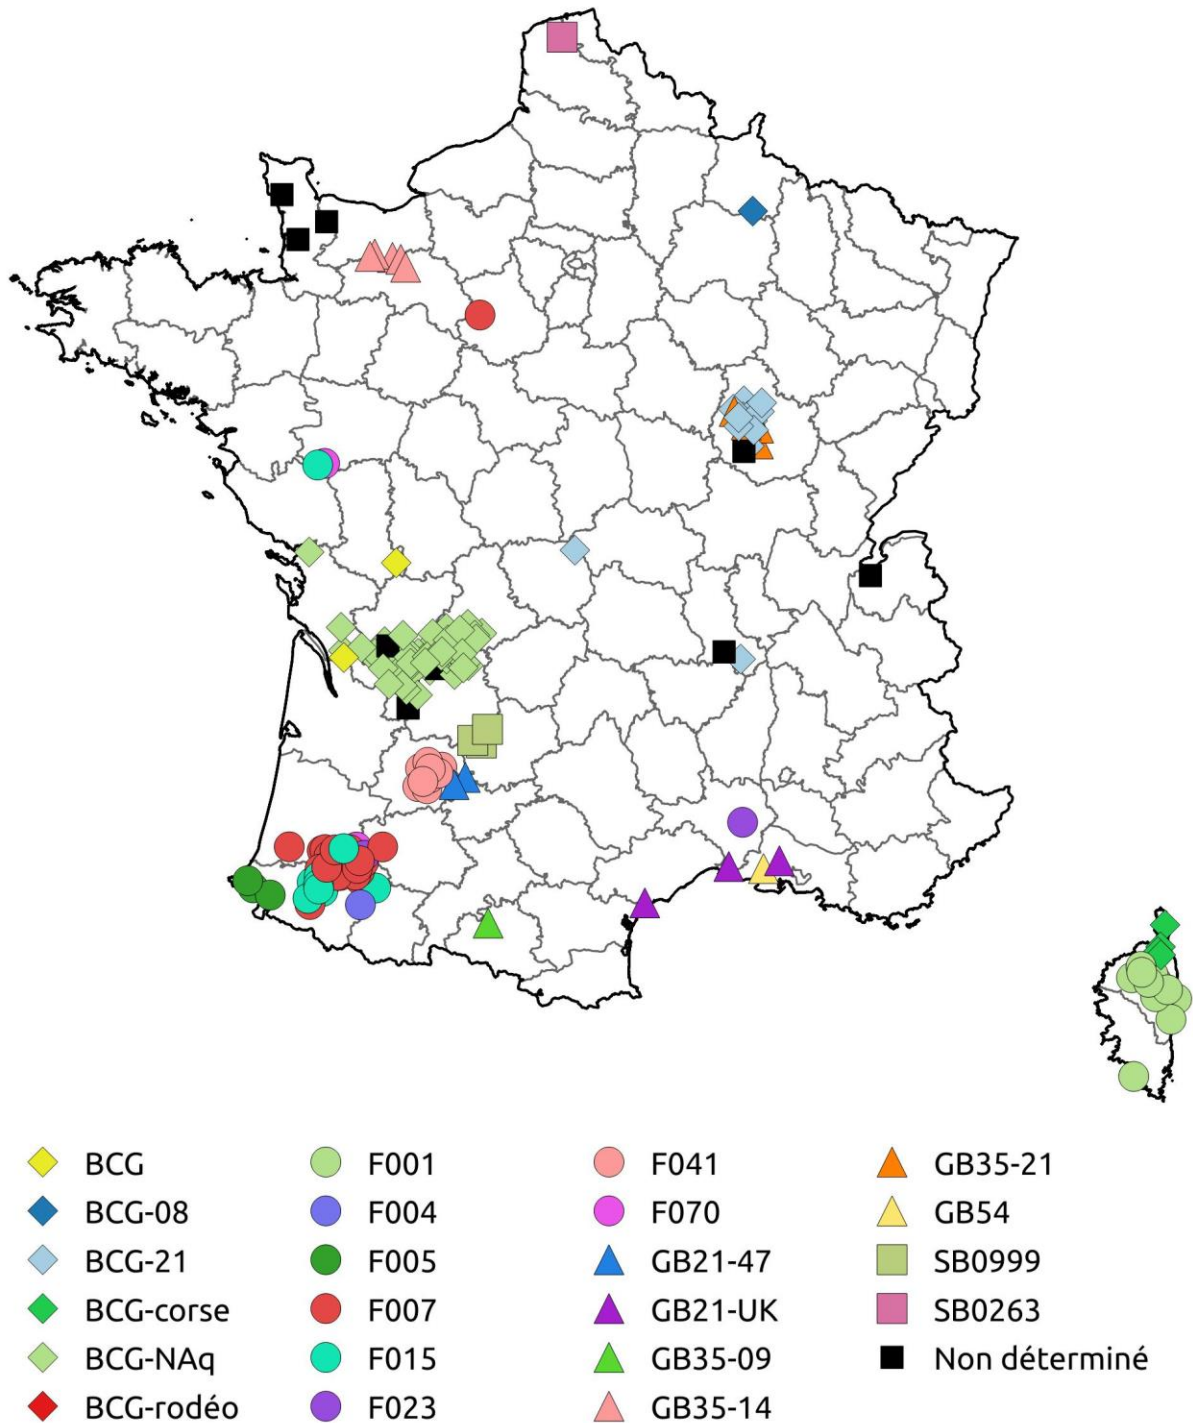 BCG F001 F041 GB35-21
BCG-08 F004 F070 GB54
BCG-21 F005 GB21-47 SB0999
BCG-corse F007 GB21-UK SB0263
BCG-NAq F015 GB35-09 Non déterminé
BCG-rodéo F023 GB35-14